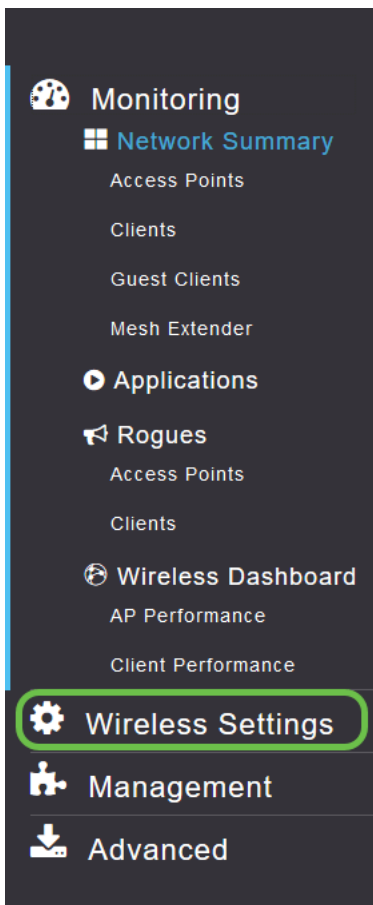 Monitoring
Network Summary
Access Points
Clients
Guest Clients
Mesh Extender
Applications
Rogues
Access Points
Clients
Wireless Dashboard
AP Performance
Client Performance
Wireless Settings
Management
Advanced